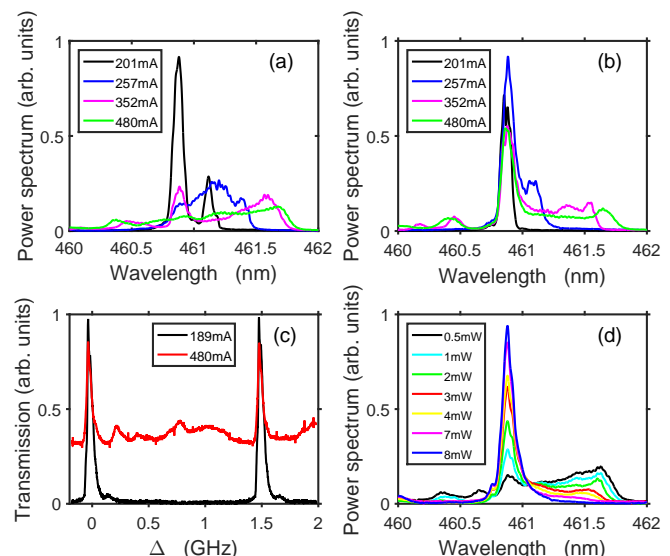 (a)
201mA
257mA
352mA
480mA
Power spectrum (arb. units)
1
0.5
0
460 460.5 461 461.5 462
Wavelength (nm)
(b)
201mA
257mA
352mA
480mA
Power spectrum (arb. units)
1
0.5
0
460 460.5 461 461.5 462
Wavelength (nm)
(c)
189mA
480mA
Transmission (arb. units)
1
0.5
0
0 0.5 1 1.5 2
Δ (GHz)
(d)
0.5mW
1mW
2mW
3mW
4mW
7mW
8mW
Power spectrum (arb. units)
1
0.5
0
460 460.5 461 461.5 462
Wavelength (nm)